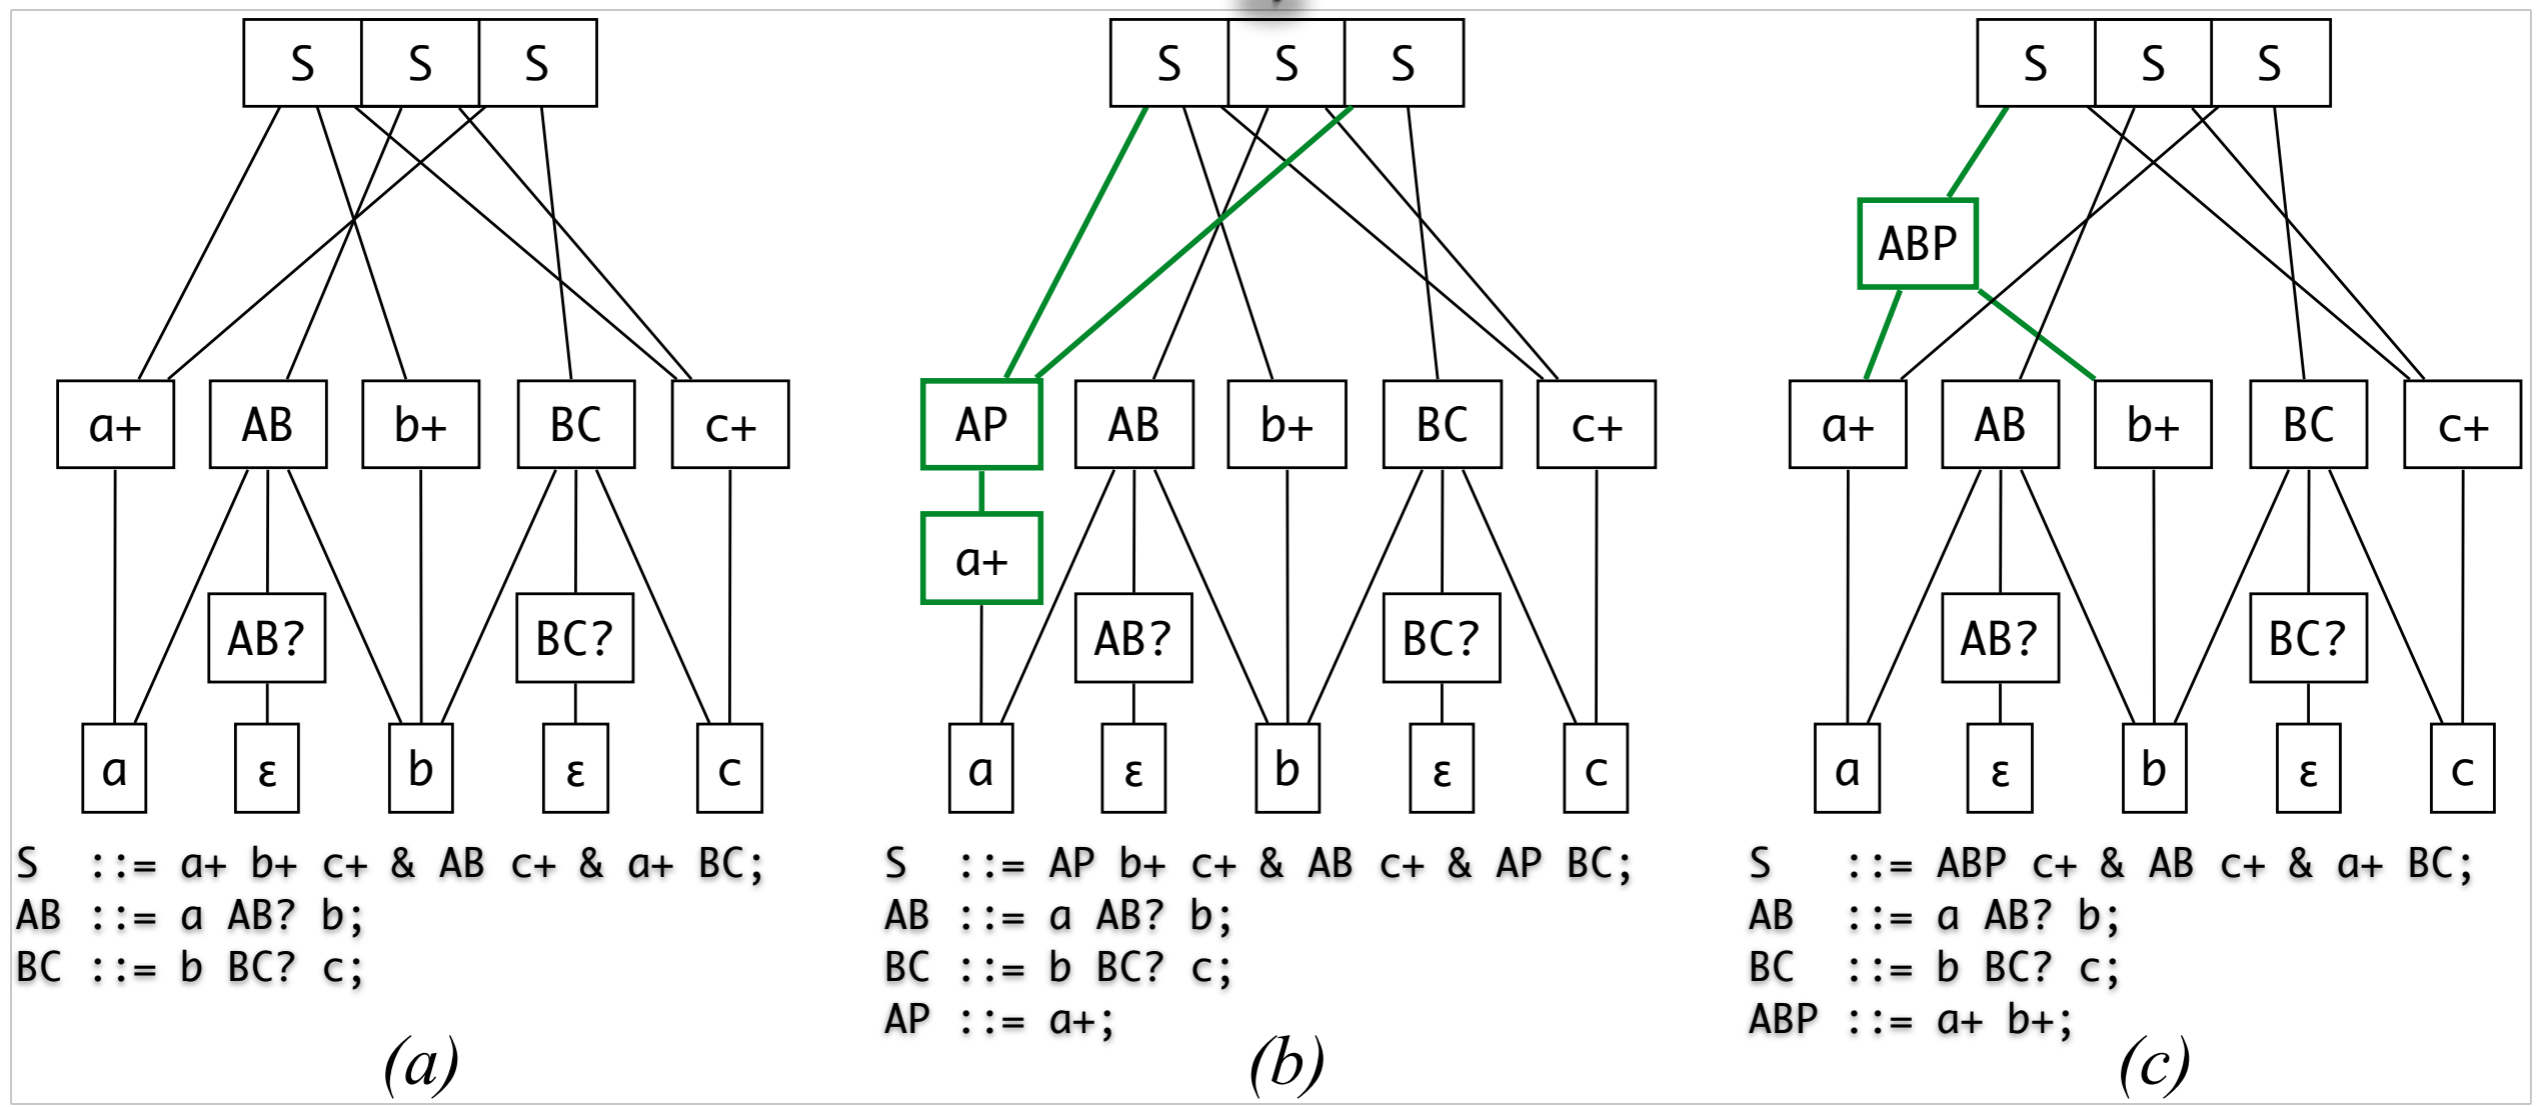 S S S
a+ AB b+ BC c+
AB? BC?
a ε b ε c
S ::= a+ b+ c+ & AB c+ & a+ BC;
AB ::= a AB? b;
BC ::= b BC? c;
(a)
S S S
AP AB b+ BC c+
a+
AB? BC?
a ε b ε c
S ::= AP b+ c+ & AB c+ & AP BC;
AB ::= a AB? b;
BC ::= b BC? c;
AP ::= a+;
(b)
S S S
ABP
a+ AB b+ BC c+
AB? BC?
a ε b ε c
S ::= ABP c+ & AB c+ & a+ BC;
AB ::= a AB? b;
BC ::= b BC? c;
ABP ::= a+ b+;
(c)